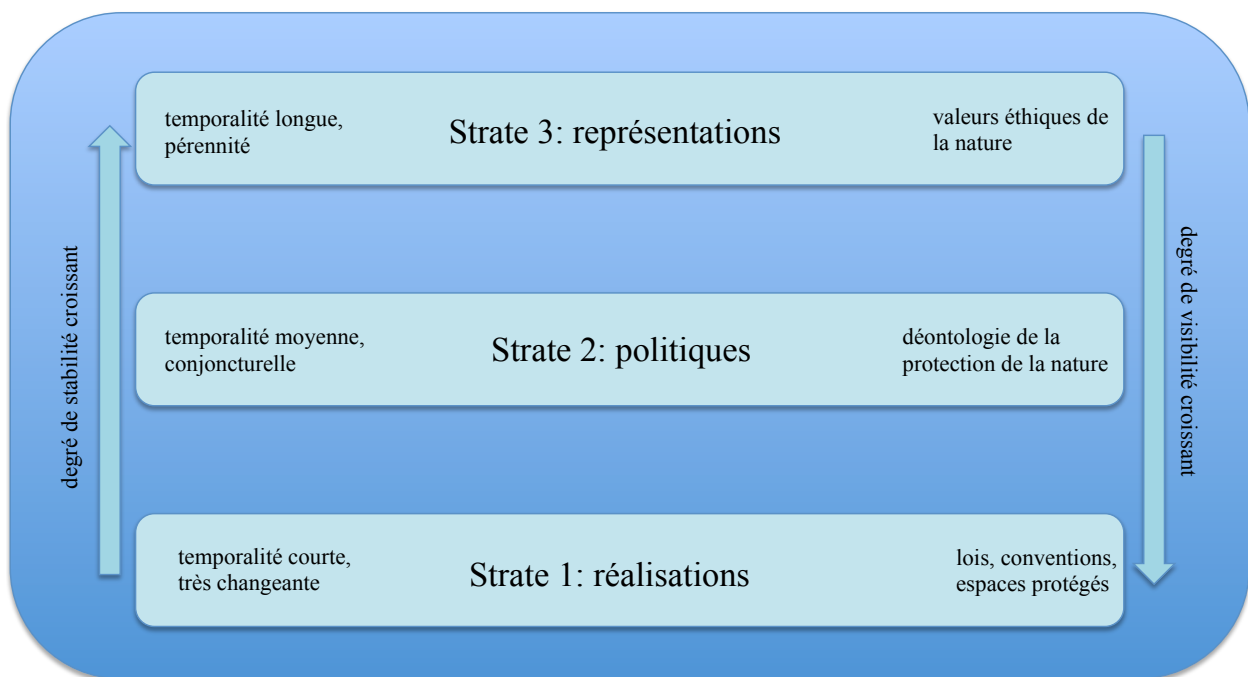 temporalité longue,
pérennité
Strate 3: représentations
valeurs éthiques de
la nature
degré de stabilité croissant
temporalité moyenne,
conjoncturelle
Strate 2: politiques
déontologie de la
protection de la nature
degré de visibilité croissant
temporalité courte,
très changeante
Strate 1: réalisations
lois, conventions,
espaces protégés